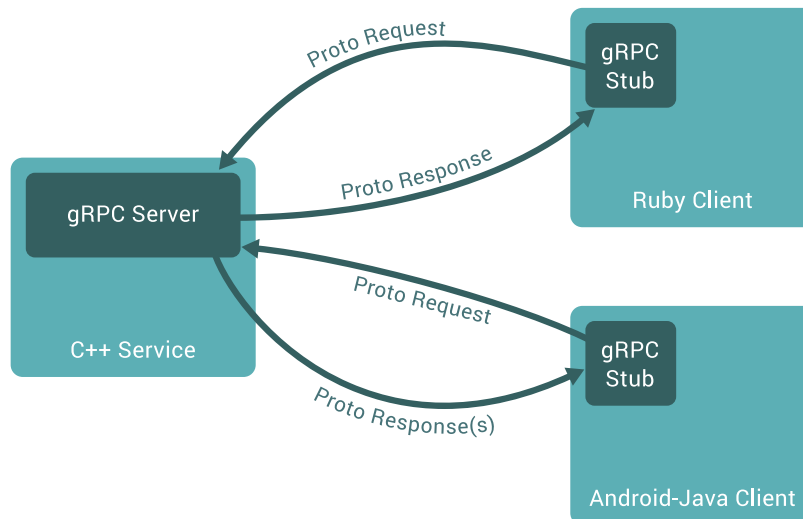 Proto Request
gRPC
Stub
Proto Response
Ruby Client
gRPC Server
C++ Service
Proto Request
gRPC
Stub
Proto Response(s)
Android-Java Client